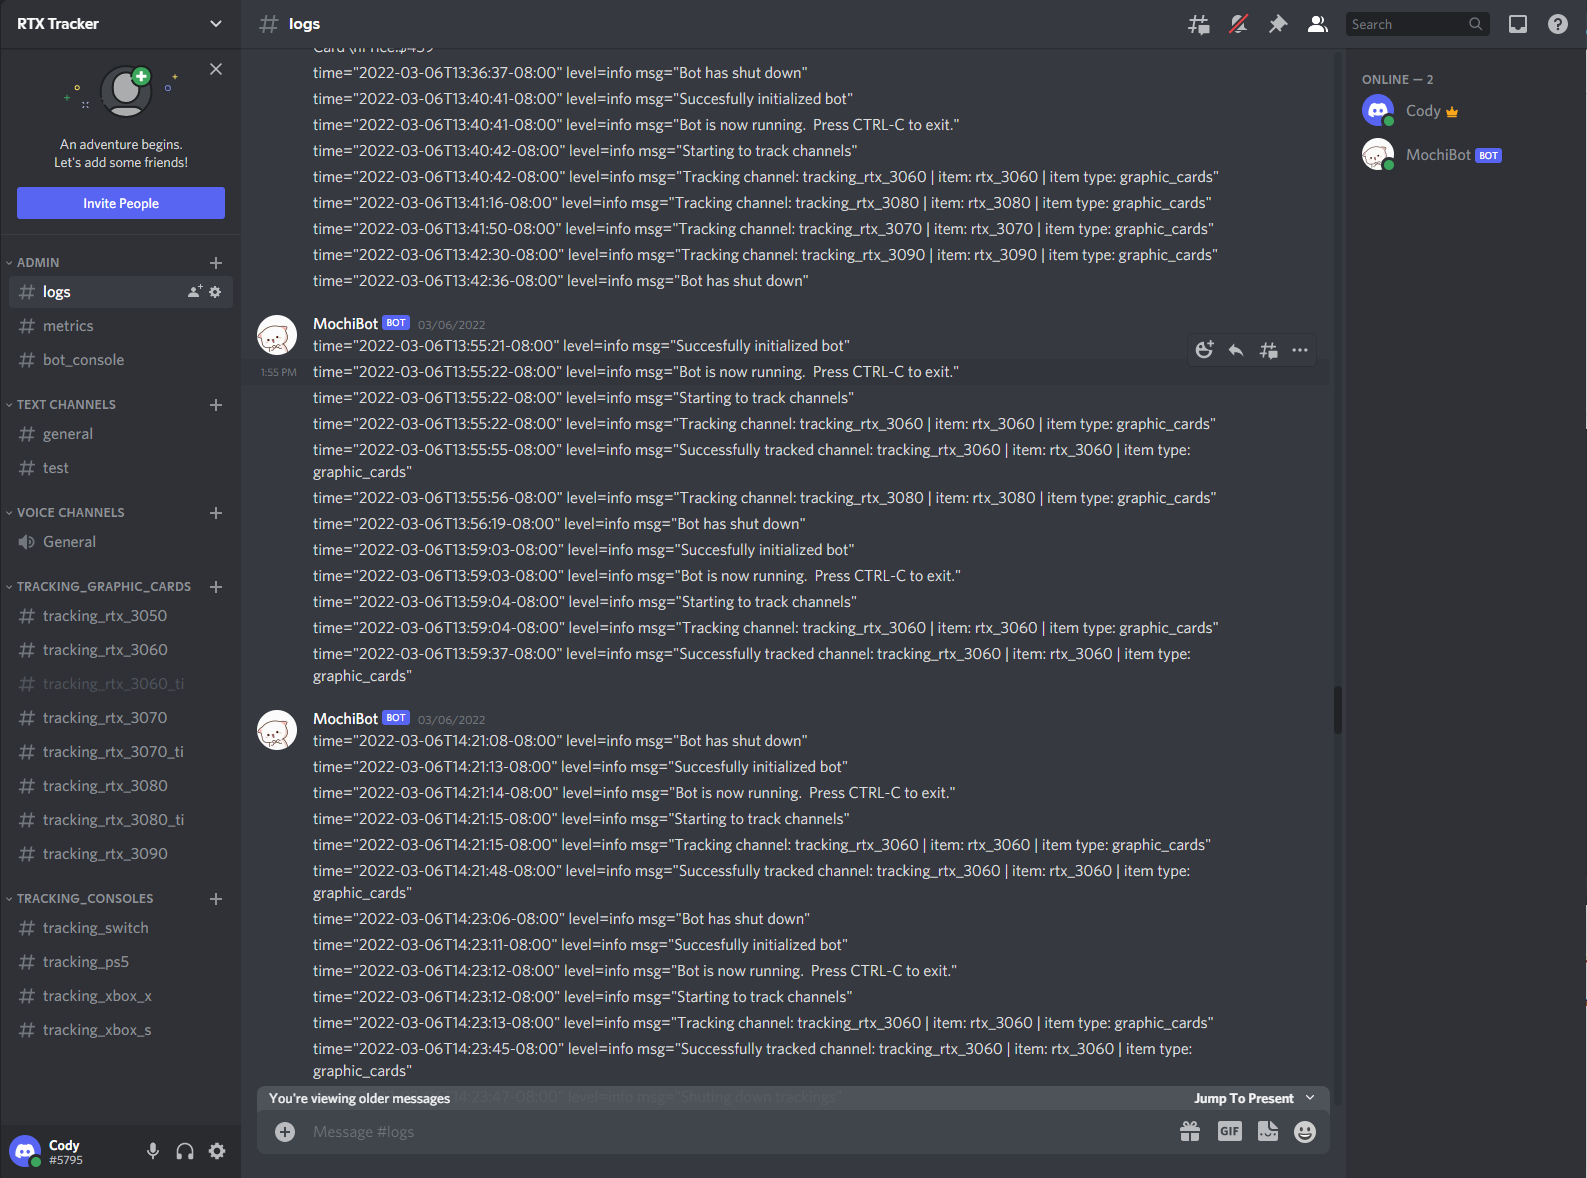 RTX Tracker
An adventure begins.
Let's add some friends!
Invite People
ADMIN
logs
metrics
bot_console
TEXT CHANNELS
general
test
VOICE CHANNELS
General
TRACKING_GRAPHIC_CARDS
tracking_rtx_3050
tracking_rtx_3060
tracking_rtx_3060_ti
tracking_rtx_3070
tracking_rtx_3070_ti
tracking_rtx_3080
tracking_rtx_3080_ti
tracking_rtx_3090
TRACKING_CONSOLES
tracking_switch
tracking_ps5
tracking_xbox_x
tracking_xbox_s
Cody
#5795
logs
Search
time="2022-03-06T13:36:37-08:00" level=info msg="Bot has shut down"
time="2022-03-06T13:40:41-08:00" level=info msg="Succesfully initialized bot"
time="2022-03-06T13:40:41-08:00" level=info msg="Bot is now running.  Press CTRL-C to exit."
time="2022-03-06T13:40:42-08:00" level=info msg="Starting to track channels"
time="2022-03-06T13:40:42-08:00" level=info msg="Tracking channel: tracking_rtx_3060 | item: rtx_3060 | item type: graphic_cards"
time="2022-03-06T13:41:16-08:00" level=info msg="Tracking channel: tracking_rtx_3080 | item: rtx_3080 | item type: graphic_cards"
time="2022-03-06T13:41:50-08:00" level=info msg="Tracking channel: tracking_rtx_3070 | item: rtx_3070 | item type: graphic_cards"
time="2022-03-06T13:42:30-08:00" level=info msg="Tracking channel: tracking_rtx_3090 | item: rtx_3090 | item type: graphic_cards"
time="2022-03-06T13:42:36-08:00" level=info msg="Bot has shut down"
MochiBot BOT 03/06/2022
time="2022-03-06T13:55:21-08:00" level=info msg="Succesfully initialized bot"
1:55 PM time="2022-03-06T13:55:22-08:00" level=info msg="Bot is now running.  Press CTRL-C to exit."
time="2022-03-06T13:55:22-08:00" level=info msg="Starting to track channels"
time="2022-03-06T13:55:22-08:00" level=info msg="Tracking channel: tracking_rtx_3060 | item: rtx_3060 | item type: graphic_cards"
time="2022-03-06T13:55:55-08:00" level=info msg="Successfully tracked channel: tracking_rtx_3060 | item: rtx_3060 | item type:
graphic_cards"
time="2022-03-06T13:55:56-08:00" level=info msg="Tracking channel: tracking_rtx_3080 | item: rtx_3080 | item type: graphic_cards"
time="2022-03-06T13:56:19-08:00" level=info msg="Bot has shut down"
time="2022-03-06T13:59:03-08:00" level=info msg="Succesfully initialized bot"
time="2022-03-06T13:59:03-08:00" level=info msg="Bot is now running.  Press CTRL-C to exit."
time="2022-03-06T13:59:04-08:00" level=info msg="Starting to track channels"
time="2022-03-06T13:59:04-08:00" level=info msg="Tracking channel: tracking_rtx_3060 | item: rtx_3060 | item type: graphic_cards"
time="2022-03-06T13:59:37-08:00" level=info msg="Successfully tracked channel: tracking_rtx_3060 | item: rtx_3060 | item type:
graphic_cards"
MochiBot BOT 03/06/2022
time="2022-03-06T14:21:08-08:00" level=info msg="Bot has shut down"
time="2022-03-06T14:21:13-08:00" level=info msg="Succesfully initialized bot"
time="2022-03-06T14:21:14-08:00" level=info msg="Bot is now running.  Press CTRL-C to exit."
time="2022-03-06T14:21:15-08:00" level=info msg="Starting to track channels"
time="2022-03-06T14:21:15-08:00" level=info msg="Tracking channel: tracking_rtx_3060 | item: rtx_3060 | item type: graphic_cards"
time="2022-03-06T14:21:48-08:00" level=info msg="Successfully tracked channel: tracking_rtx_3060 | item: rtx_3060 | item type:
graphic_cards"
time="2022-03-06T14:23:06-08:00" level=info msg="Bot has shut down"
time="2022-03-06T14:23:11-08:00" level=info msg="Succesfully initialized bot"
time="2022-03-06T14:23:12-08:00" level=info msg="Bot is now running.  Press CTRL-C to exit."
time="2022-03-06T14:23:12-08:00" level=info msg="Starting to track channels"
time="2022-03-06T14:23:13-08:00" level=info msg="Tracking channel: tracking_rtx_3060 | item: rtx_3060 | item type: graphic_cards"
time="2022-03-06T14:23:45-08:00" level=info msg="Successfully tracked channel: tracking_rtx_3060 | item: rtx_3060 | item type:
graphic_cards"
14:23:47-08:00" level=info msg="Shuting down trackings"
You're viewing older messages Jump To Present
Message #logs
GIF
ONLINE — 2
Cody
MochiBot BOT